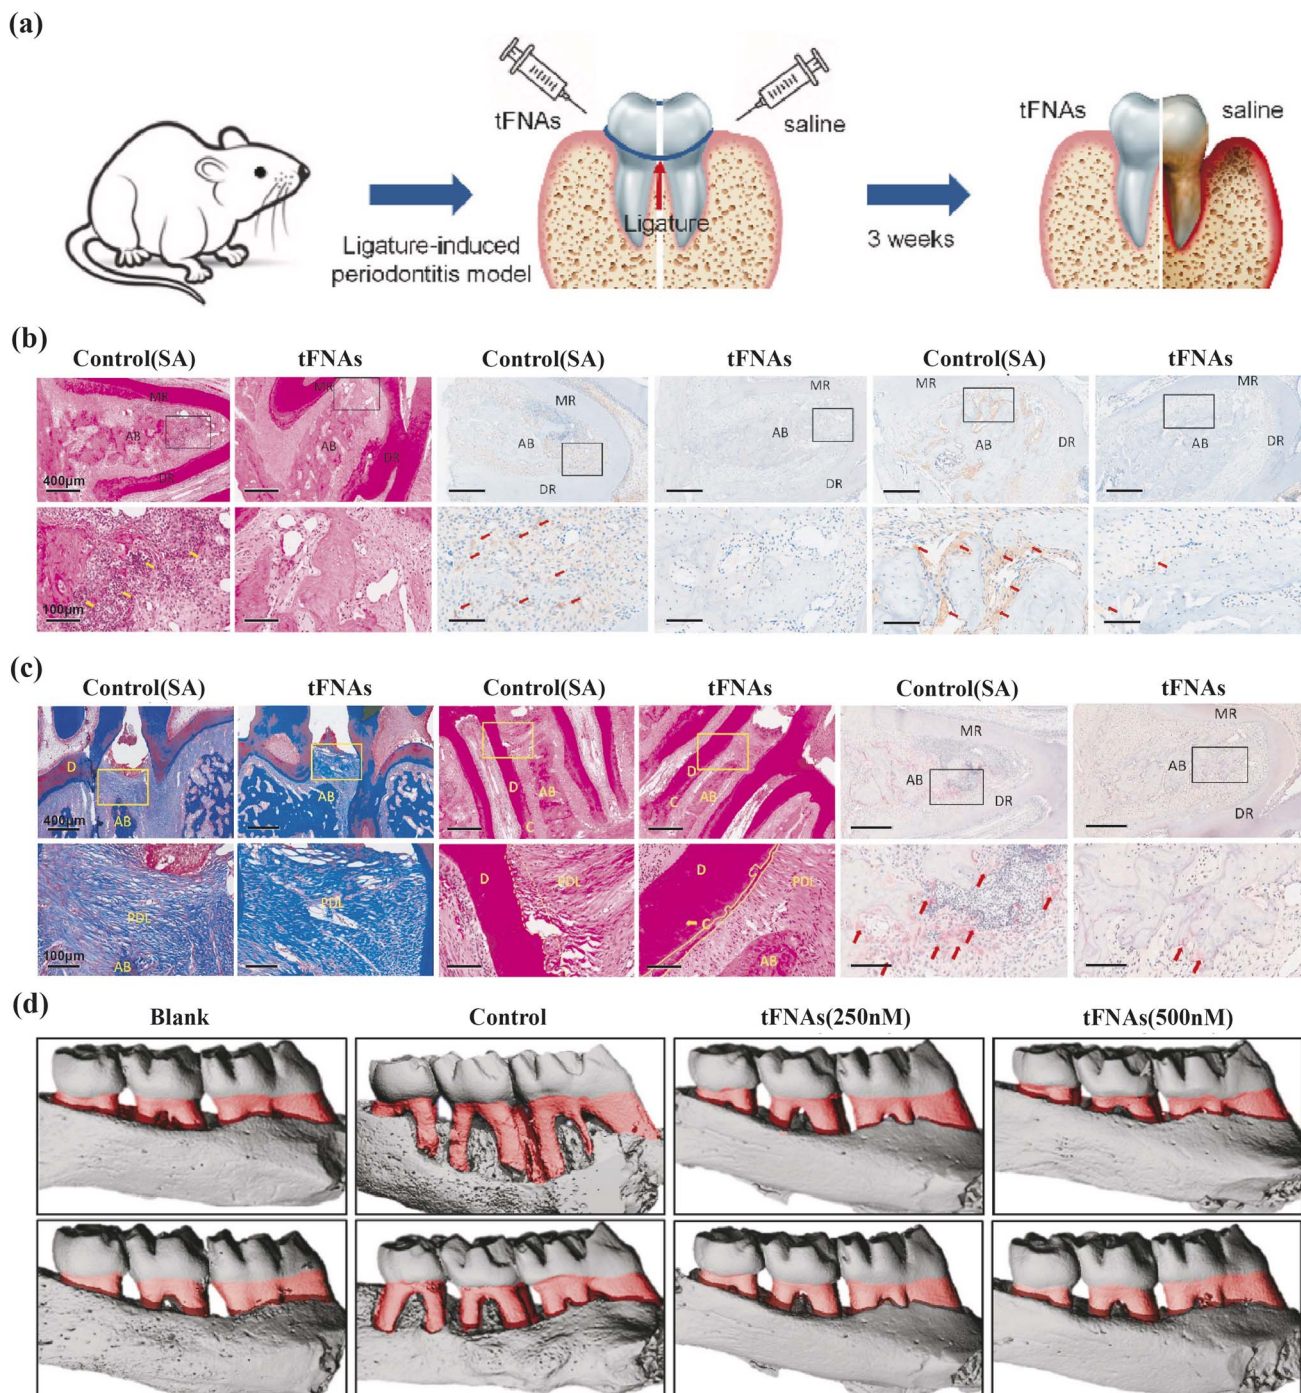 (a)
tFNAs
saline
Ligature
Ligature-induced
periodontitis model
3 weeks
tFNAs
saline
(b)
Control(SA) tFNAs Control(SA) tFNAs Control(SA) tFNAs
MR MR MR MR MR MR
AB AB AB AB AB AB
DR DR DR DR DR DR
400μm
100μm
(c)
Control(SA) tFNAs Control(SA) tFNAs Control(SA) tFNAs
D D D MR MR
AB AB AB AB AB AB
C C DR DR
400μm
D D
PDL PDL PDL C PDL
AB AB
100μm
(d)
Blank Control tFNAs(250nM) tFNAs(500nM)